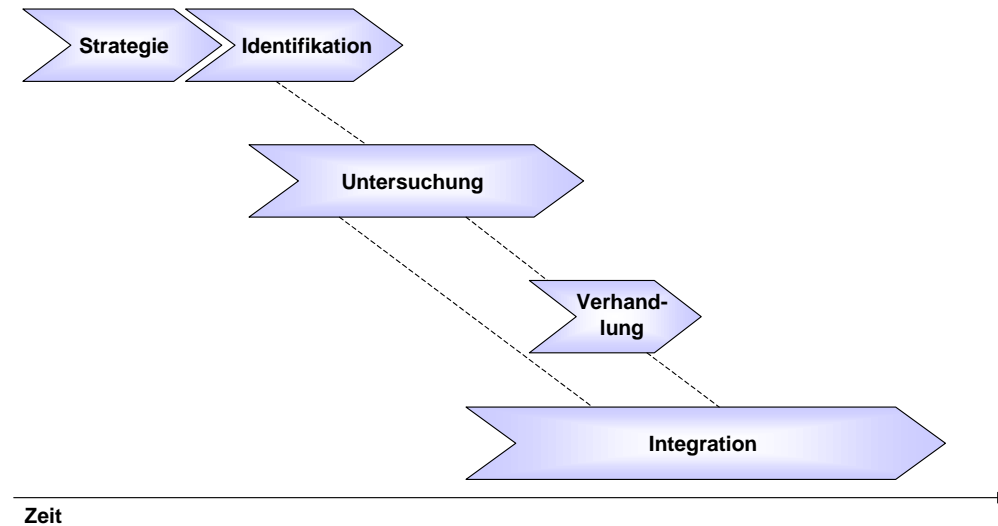 Strategie
Identifikation
Untersuchung
Verhand-
lung
Integration
Zeit